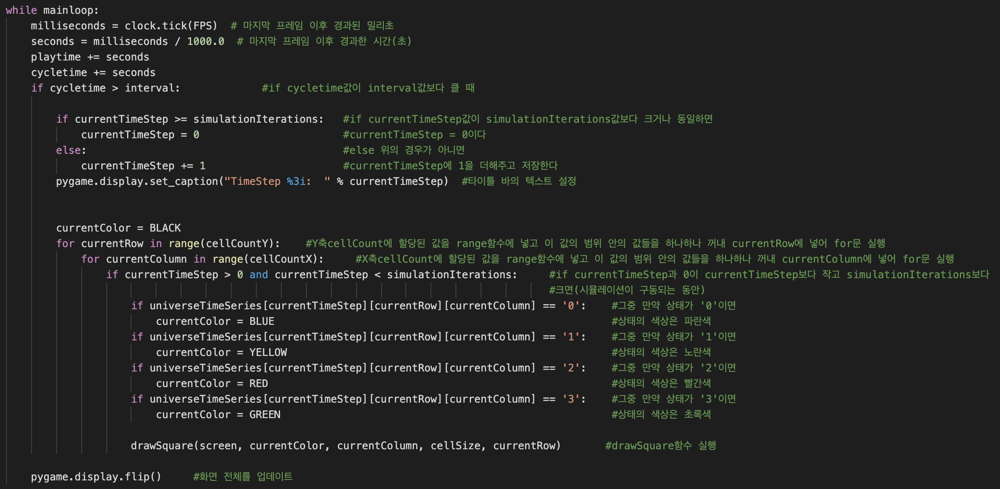 while mainloop:
milliseconds = clock.tick(FPS)  # 마지막 프레임 이후 경과된 밀리초
seconds = milliseconds / 1000.0  # 마지막 프레임 이후 경과한 시간(초)
playtime += seconds
cycletime += seconds
if cycletime > interval:             #if cycletime값이 interval값보다 클 때
if currentTimeStep >= simulationIterations:   #if currentTimeStep값이 simulationIterations값보다 크거나 동일하면
currentTimeStep = 0                       #currentTimeStep = 0이다
else:                                         #else 위의 경우가 아니면
currentTimeStep += 1                      #currentTimeStep에 1을 더해주고 저장한다
pygame.display.set_caption("TimeStep %3i:  " % currentTimeStep)  #타이틀 바의 텍스트 설정
currentColor = BLACK
for currentRow in range(cellCountY):    #Y축cellCount에 할당된 값을 range함수에 넣고 이 값의 범위 안의 값들을 하나하나 꺼내 currentRow에 넣어 for문 실행
for currentColumn in range(cellCountX):     #X축cellCount에 할당된 값을 range함수에 넣고 이 값의 범위 안의 값들을 하나하나 꺼내 currentColumn에 넣어 for문 실행
if currentTimeStep > 0 and currentTimeStep < simulationIterations:     #if currentTimeStep과 0이 currentTimeStep보다 작고 simulationIterations보다
#크면(시뮬레이션이 구동되는 동안)
if universeTimeSeries[currentTimeStep][currentRow][currentColumn] == '0':    #그중 만약 상태가 '0'이면
currentColor = BLUE                                                      #상태의 색상은 파란색
if universeTimeSeries[currentTimeStep][currentRow][currentColumn] == '1':    #그중 만약 상태가 '1'이면
currentColor = YELLOW                                                    #상태의 색상은 노란색
if universeTimeSeries[currentTimeStep][currentRow][currentColumn] == '2':    #그중 만약 상태가 '2'이면
currentColor = RED                                                       #상태의 색상은 빨간색
if universeTimeSeries[currentTimeStep][currentRow][currentColumn] == '3':    #그중 만약 상태가 '3'이면
currentColor = GREEN                                                     #상태의 색상은 초록색
drawSquare(screen, currentColor, currentColumn, cellSize, currentRow)       #drawSquare함수 실행
pygame.display.flip()     #화면 전체를 업데이트